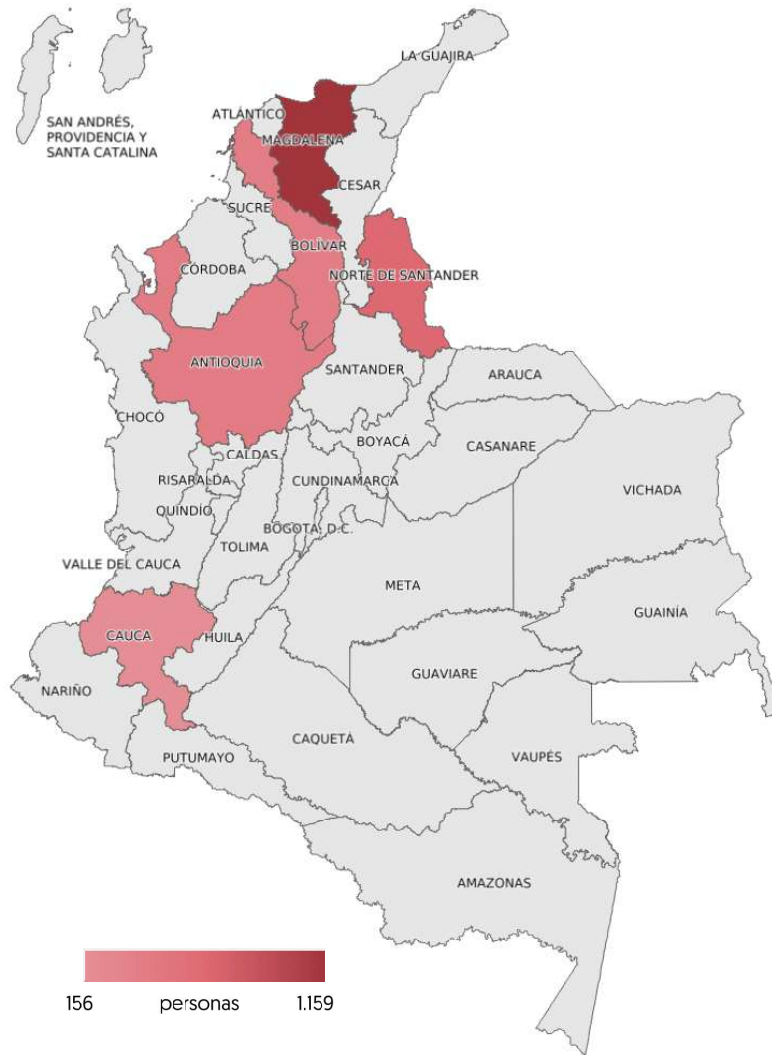 LA GUAJIRA
ATLÁNTICO
SAN ANDRÉS,
PROVIDENCIA Y
SANTA CATALINA
MAGDALENA
CESAR
SUCRE
BOLÍVAR
CÓRDOBA
NORTE DE SANTANDER
ANTIOQUIA
SANTANDER
ARAUCA
CHOCÓ
BOYACÁ
CASANARE
CALDAS
RISARALDA
CUNDINAMARCA
VICHADA
QUINDÍO
BOGOTÁ, D.C.
TOLIMA
VALLE DEL CAUCA
META
GUAINÍA
CAUCA
HUILA
GUAVIARE
NARIÑO
CAQUETÁ
VAUPÉS
PUTUMAYO
AMAZONAS
156 personas 1.159